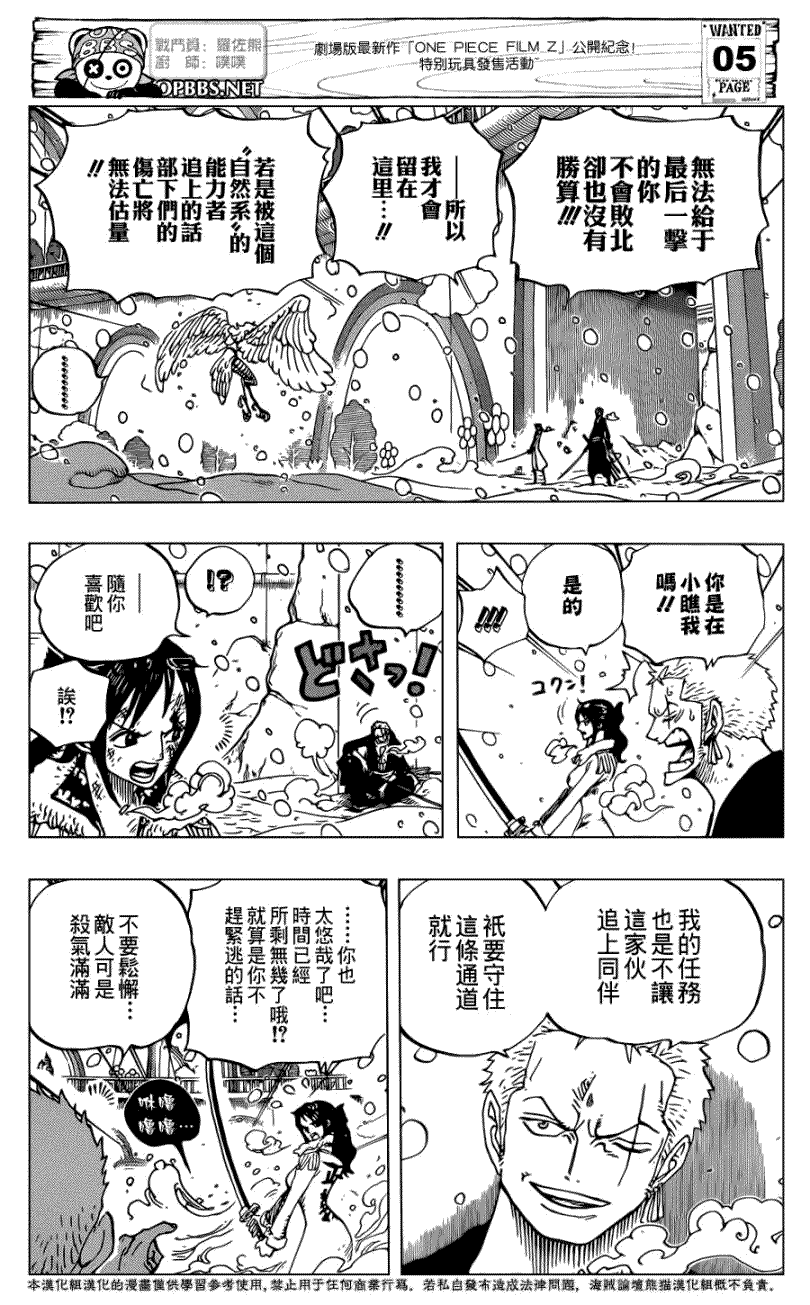 戰鬥員：羅佐熊
廚　師：噗噗
OPBBS.NET
劇場版最新作「ONE PIECE FILM Z」公開紀念！
特別玩具發售活動~
WANTED
05
PAGE
無法給于
最后一擊
的你
不會敗北
卻也沒有
勝算!!!
——所以
我才會
留在
這里…!!
若是被這個
“自然系”的
能力者
追上的話
部下們的
傷亡將
無法估量
!!
………
你是在
小瞧我
嗎!!
是的
!!!
コクン!
………
どさっ!
!?
——
隨你
喜歡吧
誒!?
我的任務
也是不讓
這家伙
追上同伴
祇要守住
這條通道
就行
……你也
太悠哉了吧…
時間已經
所剩無幾了哦!?
就算是你不
趕緊逃的話…
不要鬆懈…
敵人可是
殺氣滿滿
咻嚕
嚕嚕…
本漢化組漢化的漫畫僅供學習參考使用,禁止用于任何商業行爲。若私自發布造成法律問題，海賊論壇熊猫漢化組概不負責。